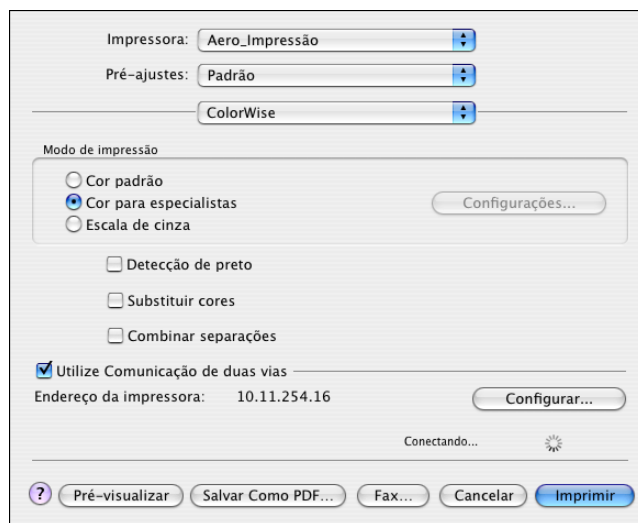 Impressora: Aero_Impressão
Pré-ajustes: Padrão
ColorWise
Modo de impressão
Cor padrão
Cor para especialistas
Configurações...
Escala de cinza
Detecção de preto
Substituir cores
Combinar separações
Utilize Comunicação de duas vias
Endereço da impressora: 10.11.254.16 Configurar...
Conectando...
? Pré-visualizar Salvar Como PDF... Fax... Cancelar Imprimir